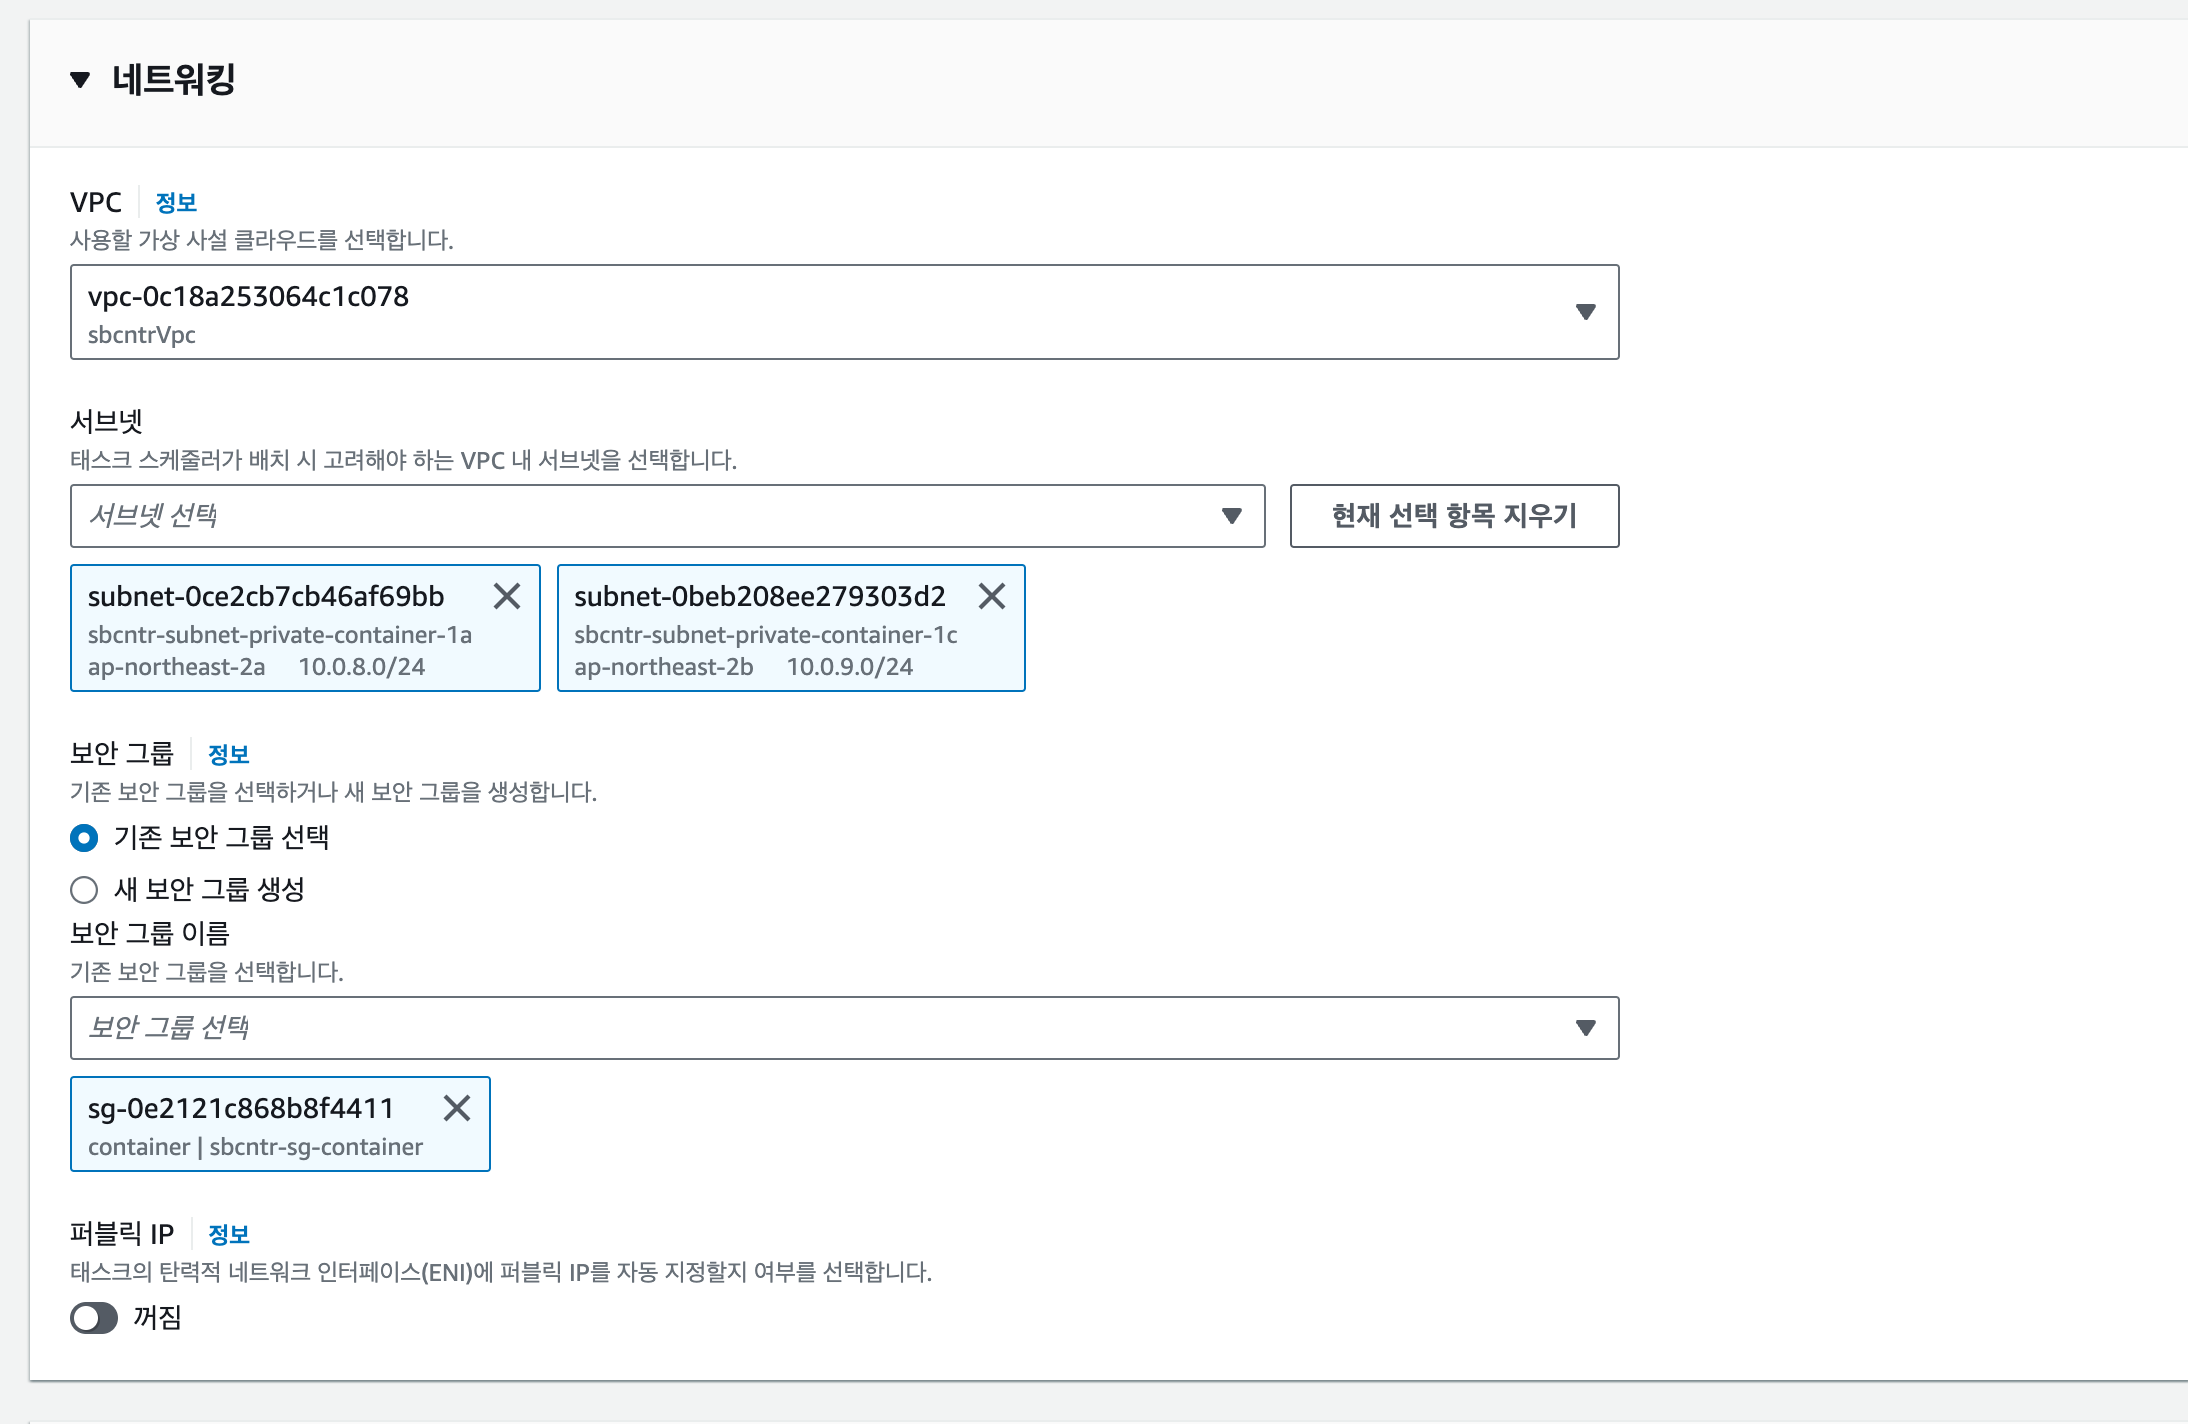 네트워킹
VPC 정보
사용할 가상 사설 클라우드를 선택합니다.
vpc-0c18a253064c1c078
sbcntrVpc
서브넷
태스크 스케줄러가 배치 시 고려해야 하는 VPC 내 서브넷을 선택합니다.
서브넷 선택 현재 선택 항목 지우기
subnet-0ce2cb7cb46af69bb
sbcntr-subnet-private-container-1a
ap-northeast-2a 10.0.8.0/24
subnet-0beb208ee279303d2
sbcntr-subnet-private-container-1c
ap-northeast-2b 10.0.9.0/24
보안 그룹 정보
기존 보안 그룹을 선택하거나 새 보안 그룹을 생성합니다.
기존 보안 그룹 선택
새 보안 그룹 생성
보안 그룹 이름
기존 보안 그룹을 선택합니다.
보안 그룹 선택
sg-0e2121c868b8f4411
container | sbcntr-sg-container
퍼블릭 IP 정보
태스크의 탄력적 네트워크 인터페이스(ENI)에 퍼블릭 IP를 자동 지정할지 여부를 선택합니다.
꺼짐